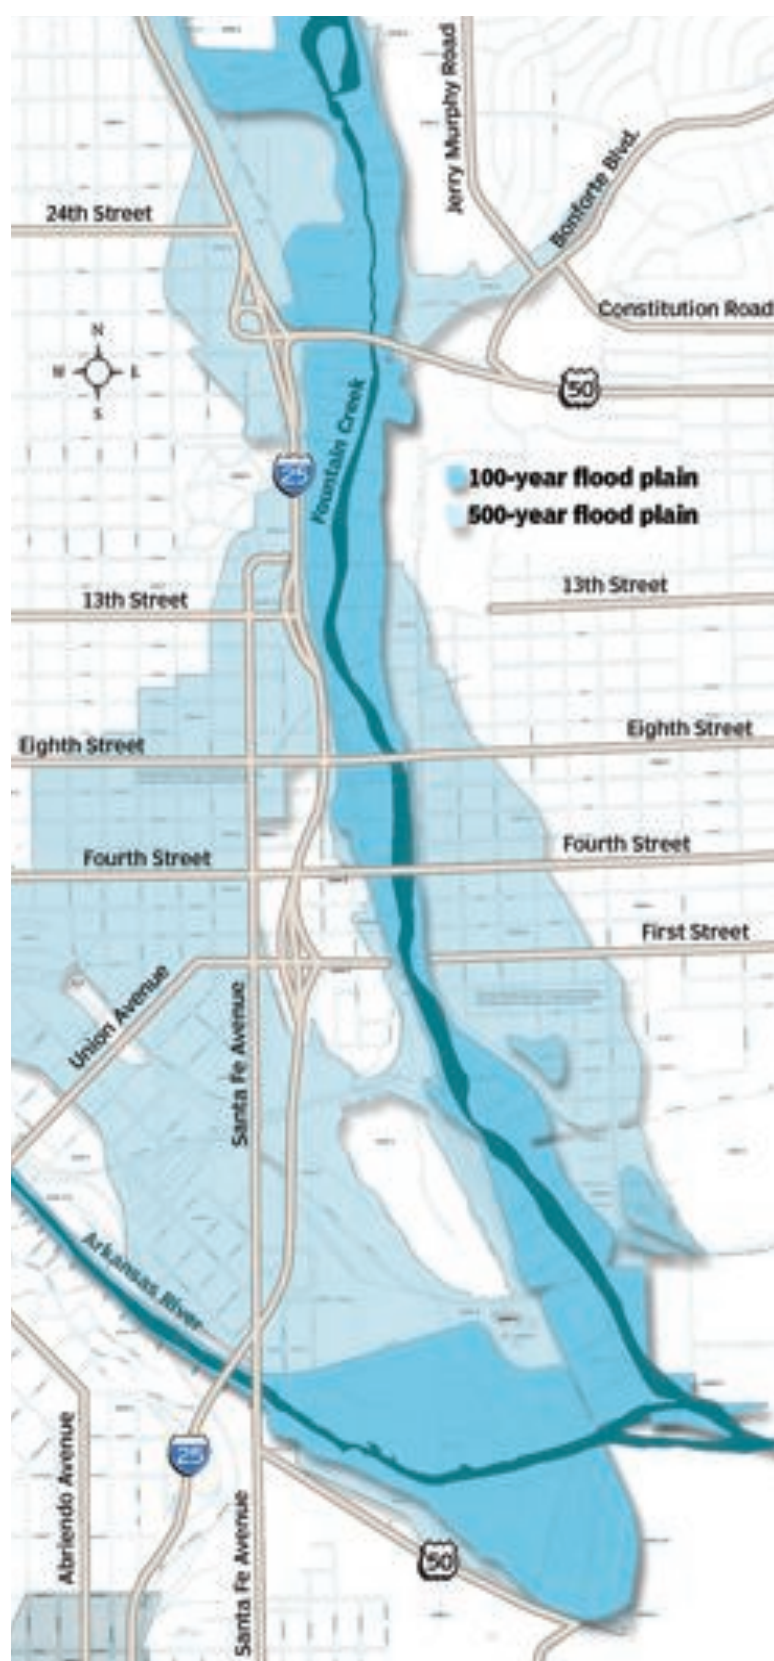 Jerry Murphy Road
Bonforte Blvd.
24th Street
Constitution Road
N
W
E
S
50
Fountain Creek
25
100-year flood plain
500-year flood plain
13th Street
13th Street
Eighth Street
Eighth Street
Fourth Street
Fourth Street
First Street
Union Avenue
Santa Fe Avenue
Arkansas River
25
Abriendo Avenue
Santa Fe Avenue
50